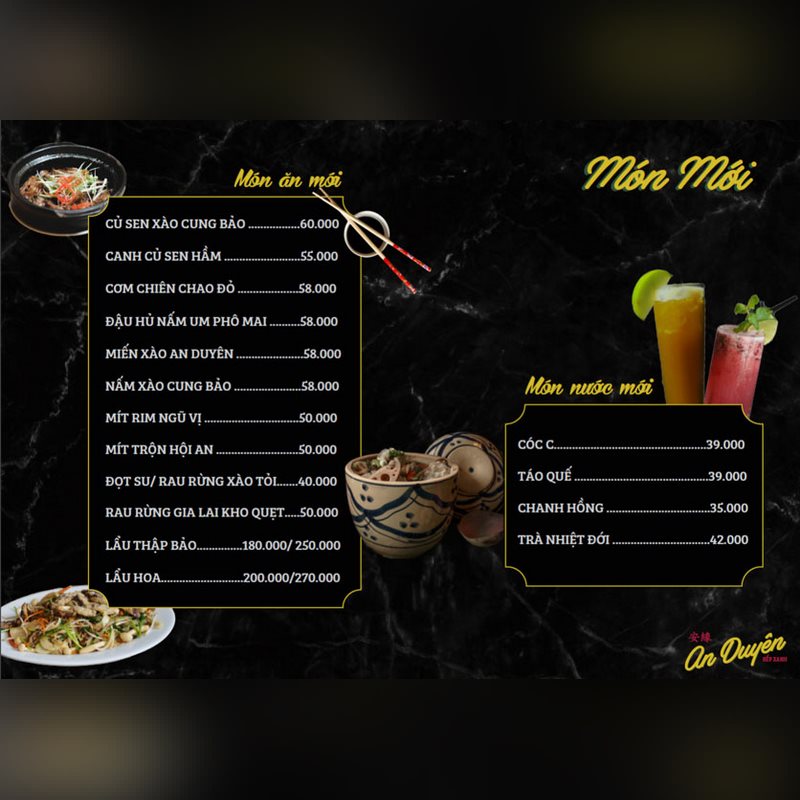 Món Mới
Món ăn mới
CỦ SEN XÀO CUNG BẢO ..................60.000
CANH CỦ SEN HẦM ..........................55.000
CƠM CHIÊN CHAO ĐỎ .....................58.000
ĐẬU HỦ NẤM UM PHÔ MAI ..........58.000
MIẾN XÀO AN DUYÊN ........................58.000
NẤM XÀO CUNG BẢO .......................58.000
MÍT RIM NGŨ VỊ .................................50.000
MÍT TRỘN HỘI AN .............................50.000
ĐỌT SU/ RAU RỪNG XÀO TỎI.......40.000
RAU RỪNG GIA LAI KHO QUẸT.....50.000
LẨU THẬP BẢO................180.000/ 250.000
LẨU HOA............................200.000/270.000
Món nước mới
CÓC C.....................................................39.000
TÁO QUẾ ..............................................39.000
CHANH HỒNG ....................................35.000
TRÀ NHIỆT ĐỚI ..................................42.000
安緣
An Duyên
BẾP XANH